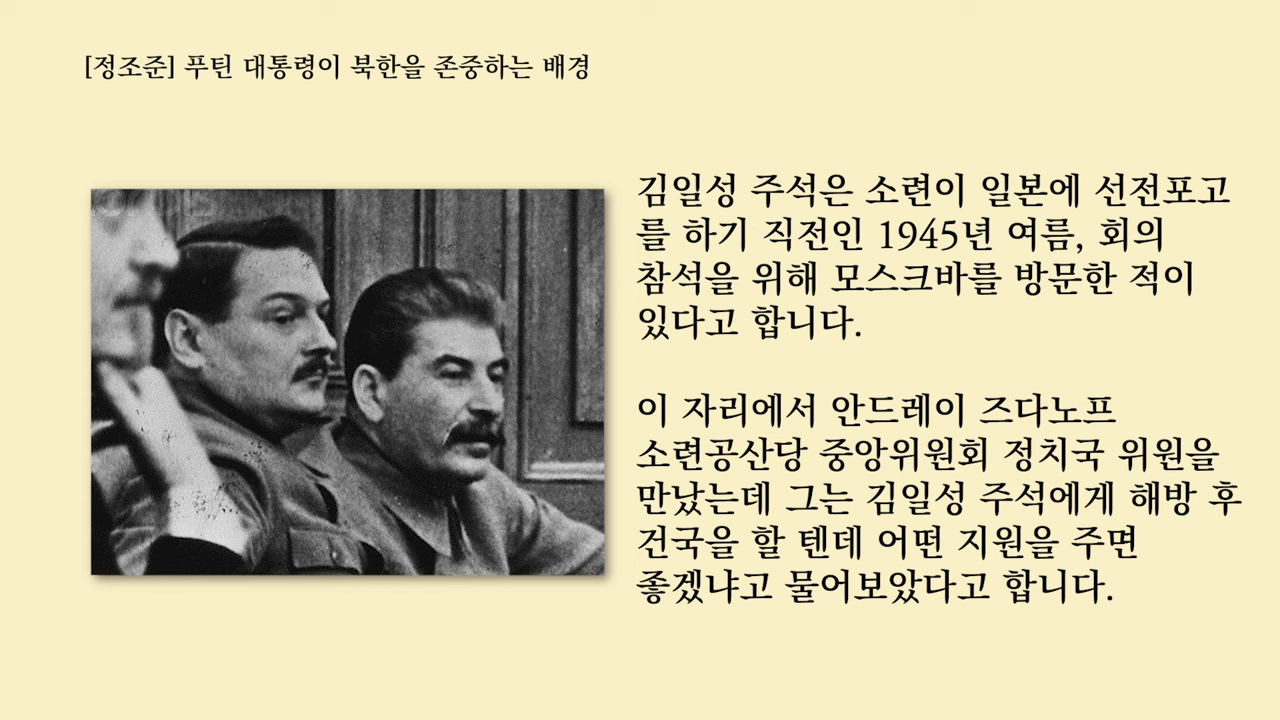 [정조준] 푸틴 대통령이 북한을 존중하는 배경
김일성 주석은 소련이 일본에 선전포고
를 하기 직전인 1945년 여름, 회의
참석을 위해 모스크바를 방문한 적이
있다고 합니다.
이 자리에서 안드레이 즈다노프
소련공산당 중앙위원회 정치국 위원을
만났는데 그는 김일성 주석에게 해방 후
건국을 할 텐데 어떤 지원을 주면
좋겠냐고 물어보았다고 합니다.